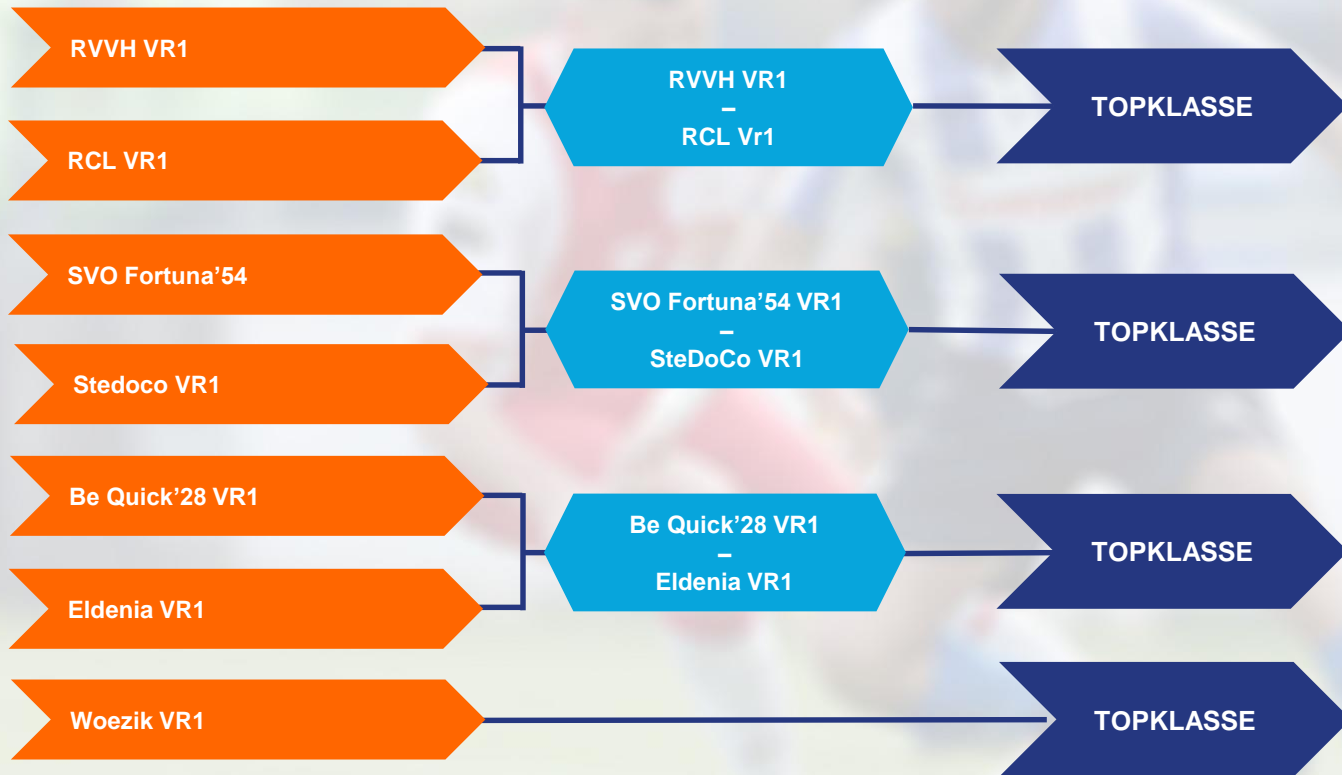 RVVH VR1
RCL VR1
RVVH VR1
–
RCL Vr1
TOPKLASSE
SVO Fortuna’54
Stedoco VR1
SVO Fortuna’54 VR1
–
SteDoCo VR1
TOPKLASSE
Be Quick’28 VR1
Eldenia VR1
Be Quick’28 VR1
–
Eldenia VR1
TOPKLASSE
Woezik VR1
TOPKLASSE